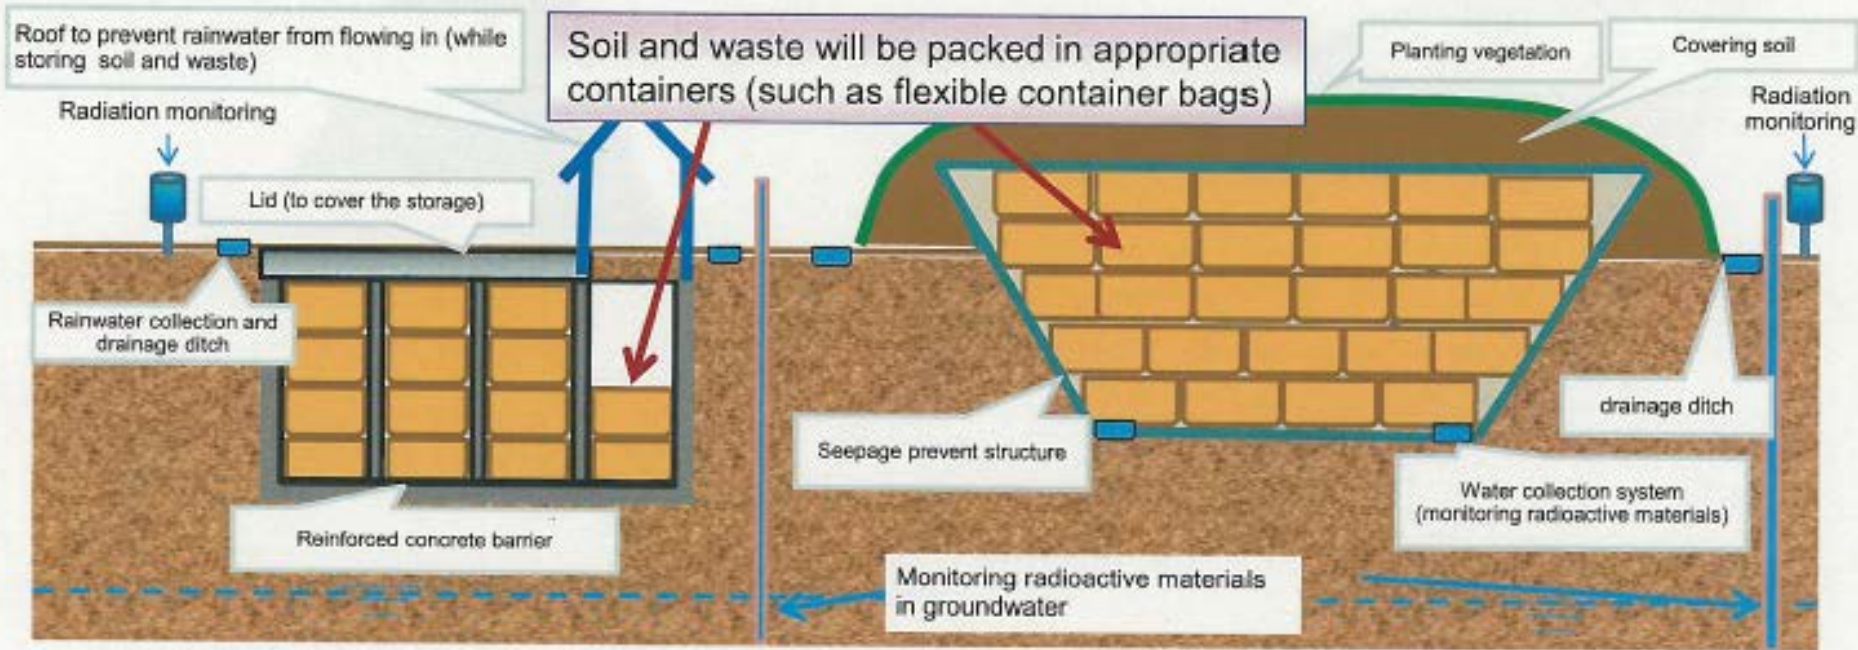 Roof to prevent rainwater from flowing in (while
storing soil and waste)
Soil and waste will be packed in appropriate
containers (such as flexible container bags)
Planting vegetation
Covering soil
Radiation monitoring
Radiation
monitoring
Lid (to cover the storage)
Rainwater collection and
drainage ditch
drainage ditch
Seepage prevent structure
Water collection system
(monitoring radioactive materials)
Reinforced concrete barrier
Monitoring radioactive materials
in groundwater